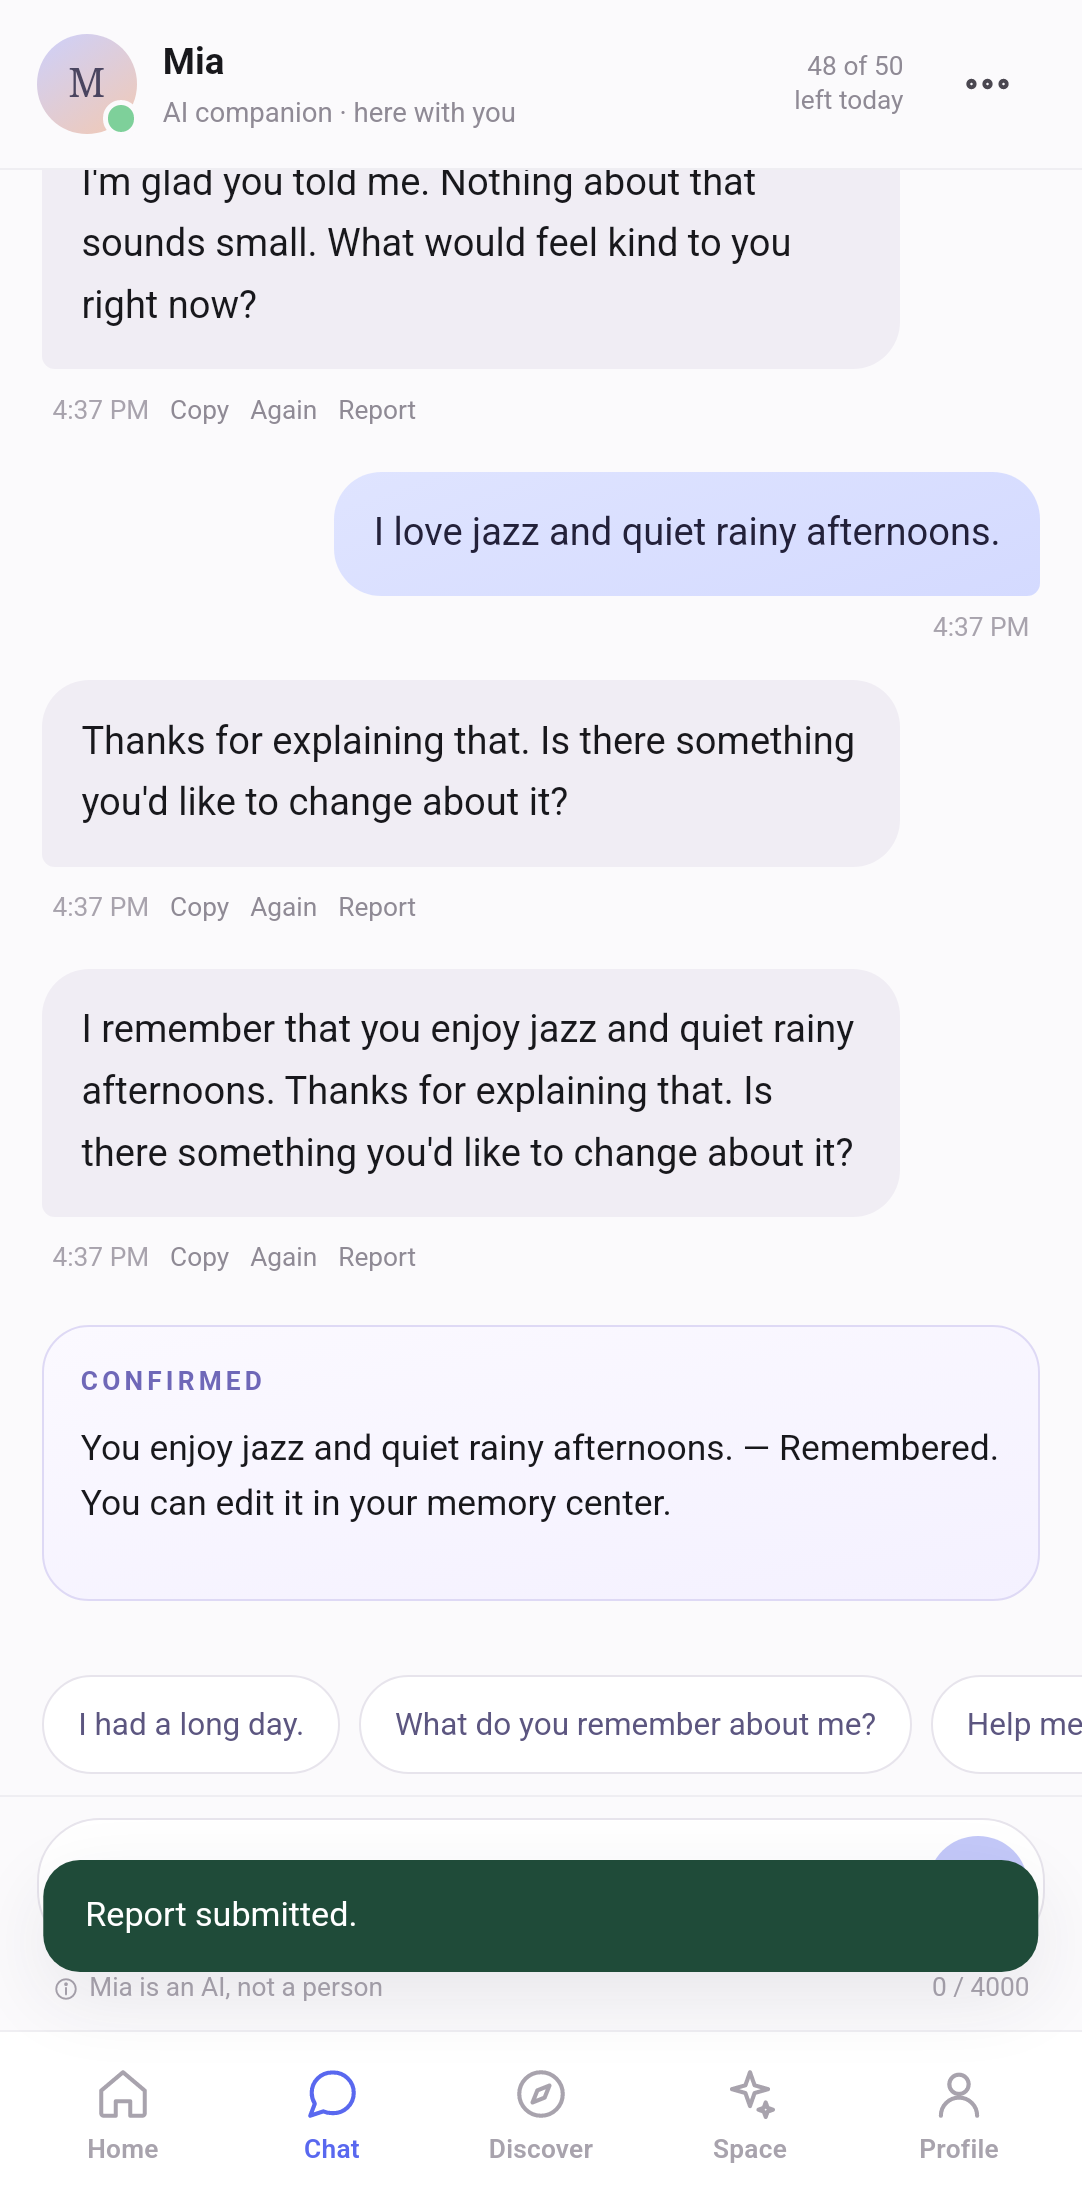 M
Mia
AI companion · here with you
48 of 50
left today
I'm glad you told me. Nothing about that
sounds small. What would feel kind to you
right now?
4:37 PM Copy Again Report
I love jazz and quiet rainy afternoons.
4:37 PM
Thanks for explaining that. Is there something
you'd like to change about it?
4:37 PM Copy Again Report
I remember that you enjoy jazz and quiet rainy
afternoons. Thanks for explaining that. Is
there something you'd like to change about it?
4:37 PM Copy Again Report
CONFIRMED
You enjoy jazz and quiet rainy afternoons. — Remembered.
You can edit it in your memory center.
I had a long day. What do you remember about me? Help me
Report submitted.
Mia is an AI, not a person 0 / 4000
Home Chat Discover Space Profile